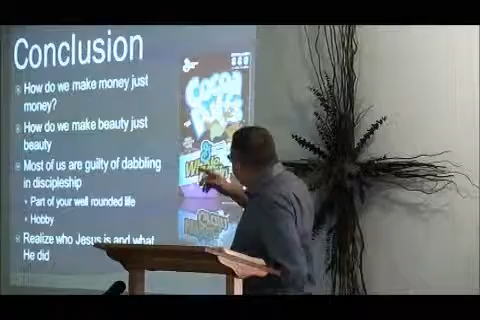 Conclusion
How do we make money just
money?
How do we make beauty just
beauty
Most of us are guilty of dabbling
in discipleship
Part of your well rounded life
Hobby
Realize who Jesus is and what
He did
Cocoa
Puffs